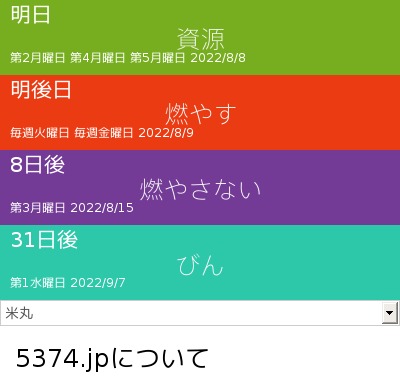 明日
資源
第2月曜日 第4月曜日 第5月曜日 2022/8/8
明後日
燃やす
毎週火曜日 毎週金曜日 2022/8/9
8日後
燃やさない
第3月曜日 2022/8/15
31日後
びん
第1水曜日 2022/9/7
米丸
5374.jpについて